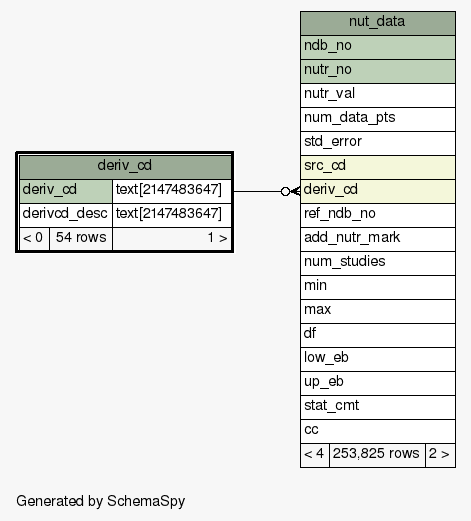 deriv_cd
deriv_cd text[2147483647]
derivcd_desc text[2147483647]
< 0 54 rows 1 >
nut_data
ndb_no
nutr_no
nutr_val
num_data_pts
std_error
src_cd
deriv_cd
ref_ndb_no
add_nutr_mark
num_studies
min
max
df
low_eb
up_eb
stat_cmt
cc
< 4 253,825 rows 2 >
Generated by SchemaSpy